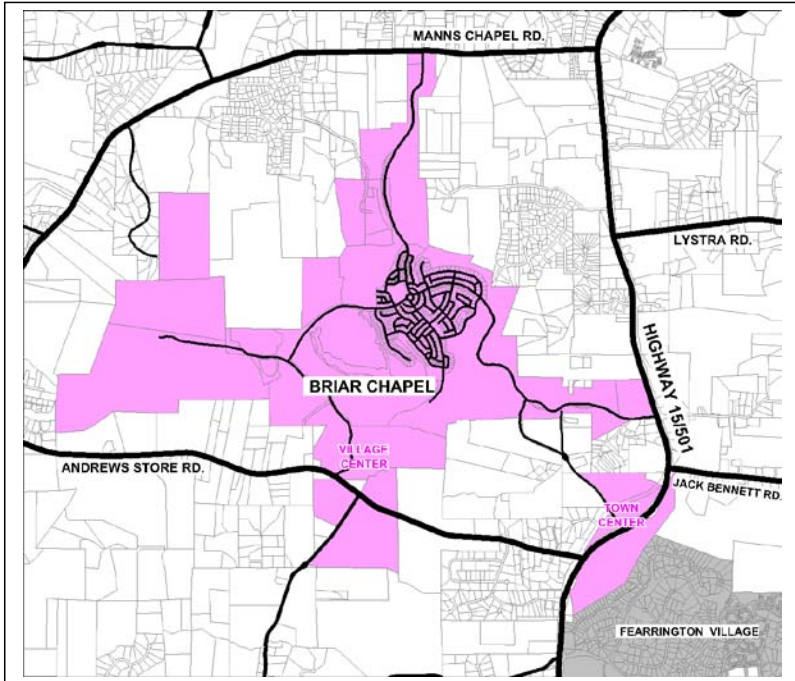 MANNS CHAPEL RD.
LYSTRA RD.
HIGHWAY 15/501
BRIAR CHAPEL
VILLAGE
CENTER
ANDREWS STORE RD.
JACK BENNETT RD.
TOWN
CENTER
FEARRINGTON VILLAGE